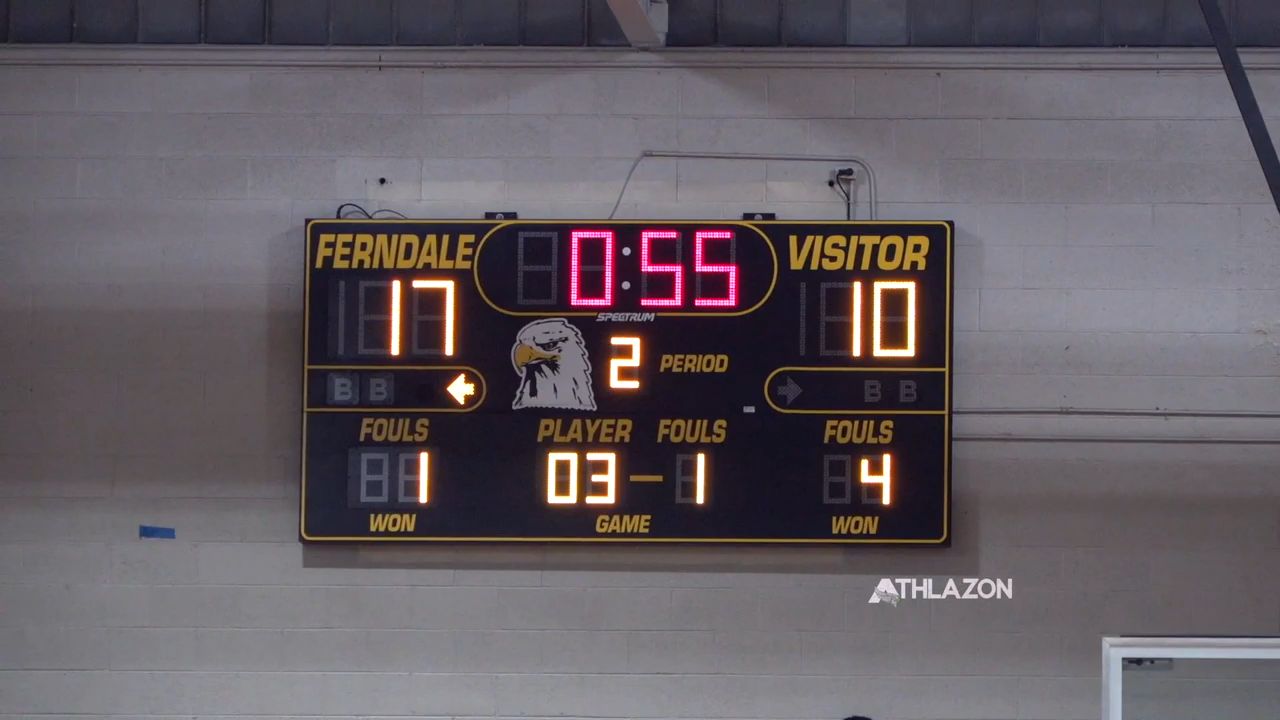 FERNDALE 0:55 VISITOR
17 SPECTRUM 10
2 PERIOD
B B B B
FOULS PLAYER FOULS FOULS
1 03 — 1 4
WON GAME WON
ATHLAZON